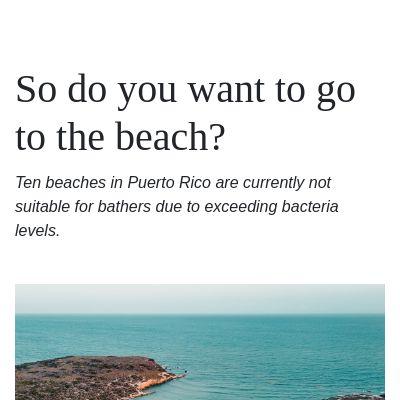 So do you want to go
to the beach?
Ten beaches in Puerto Rico are currently not
suitable for bathers due to exceeding bacteria
levels.